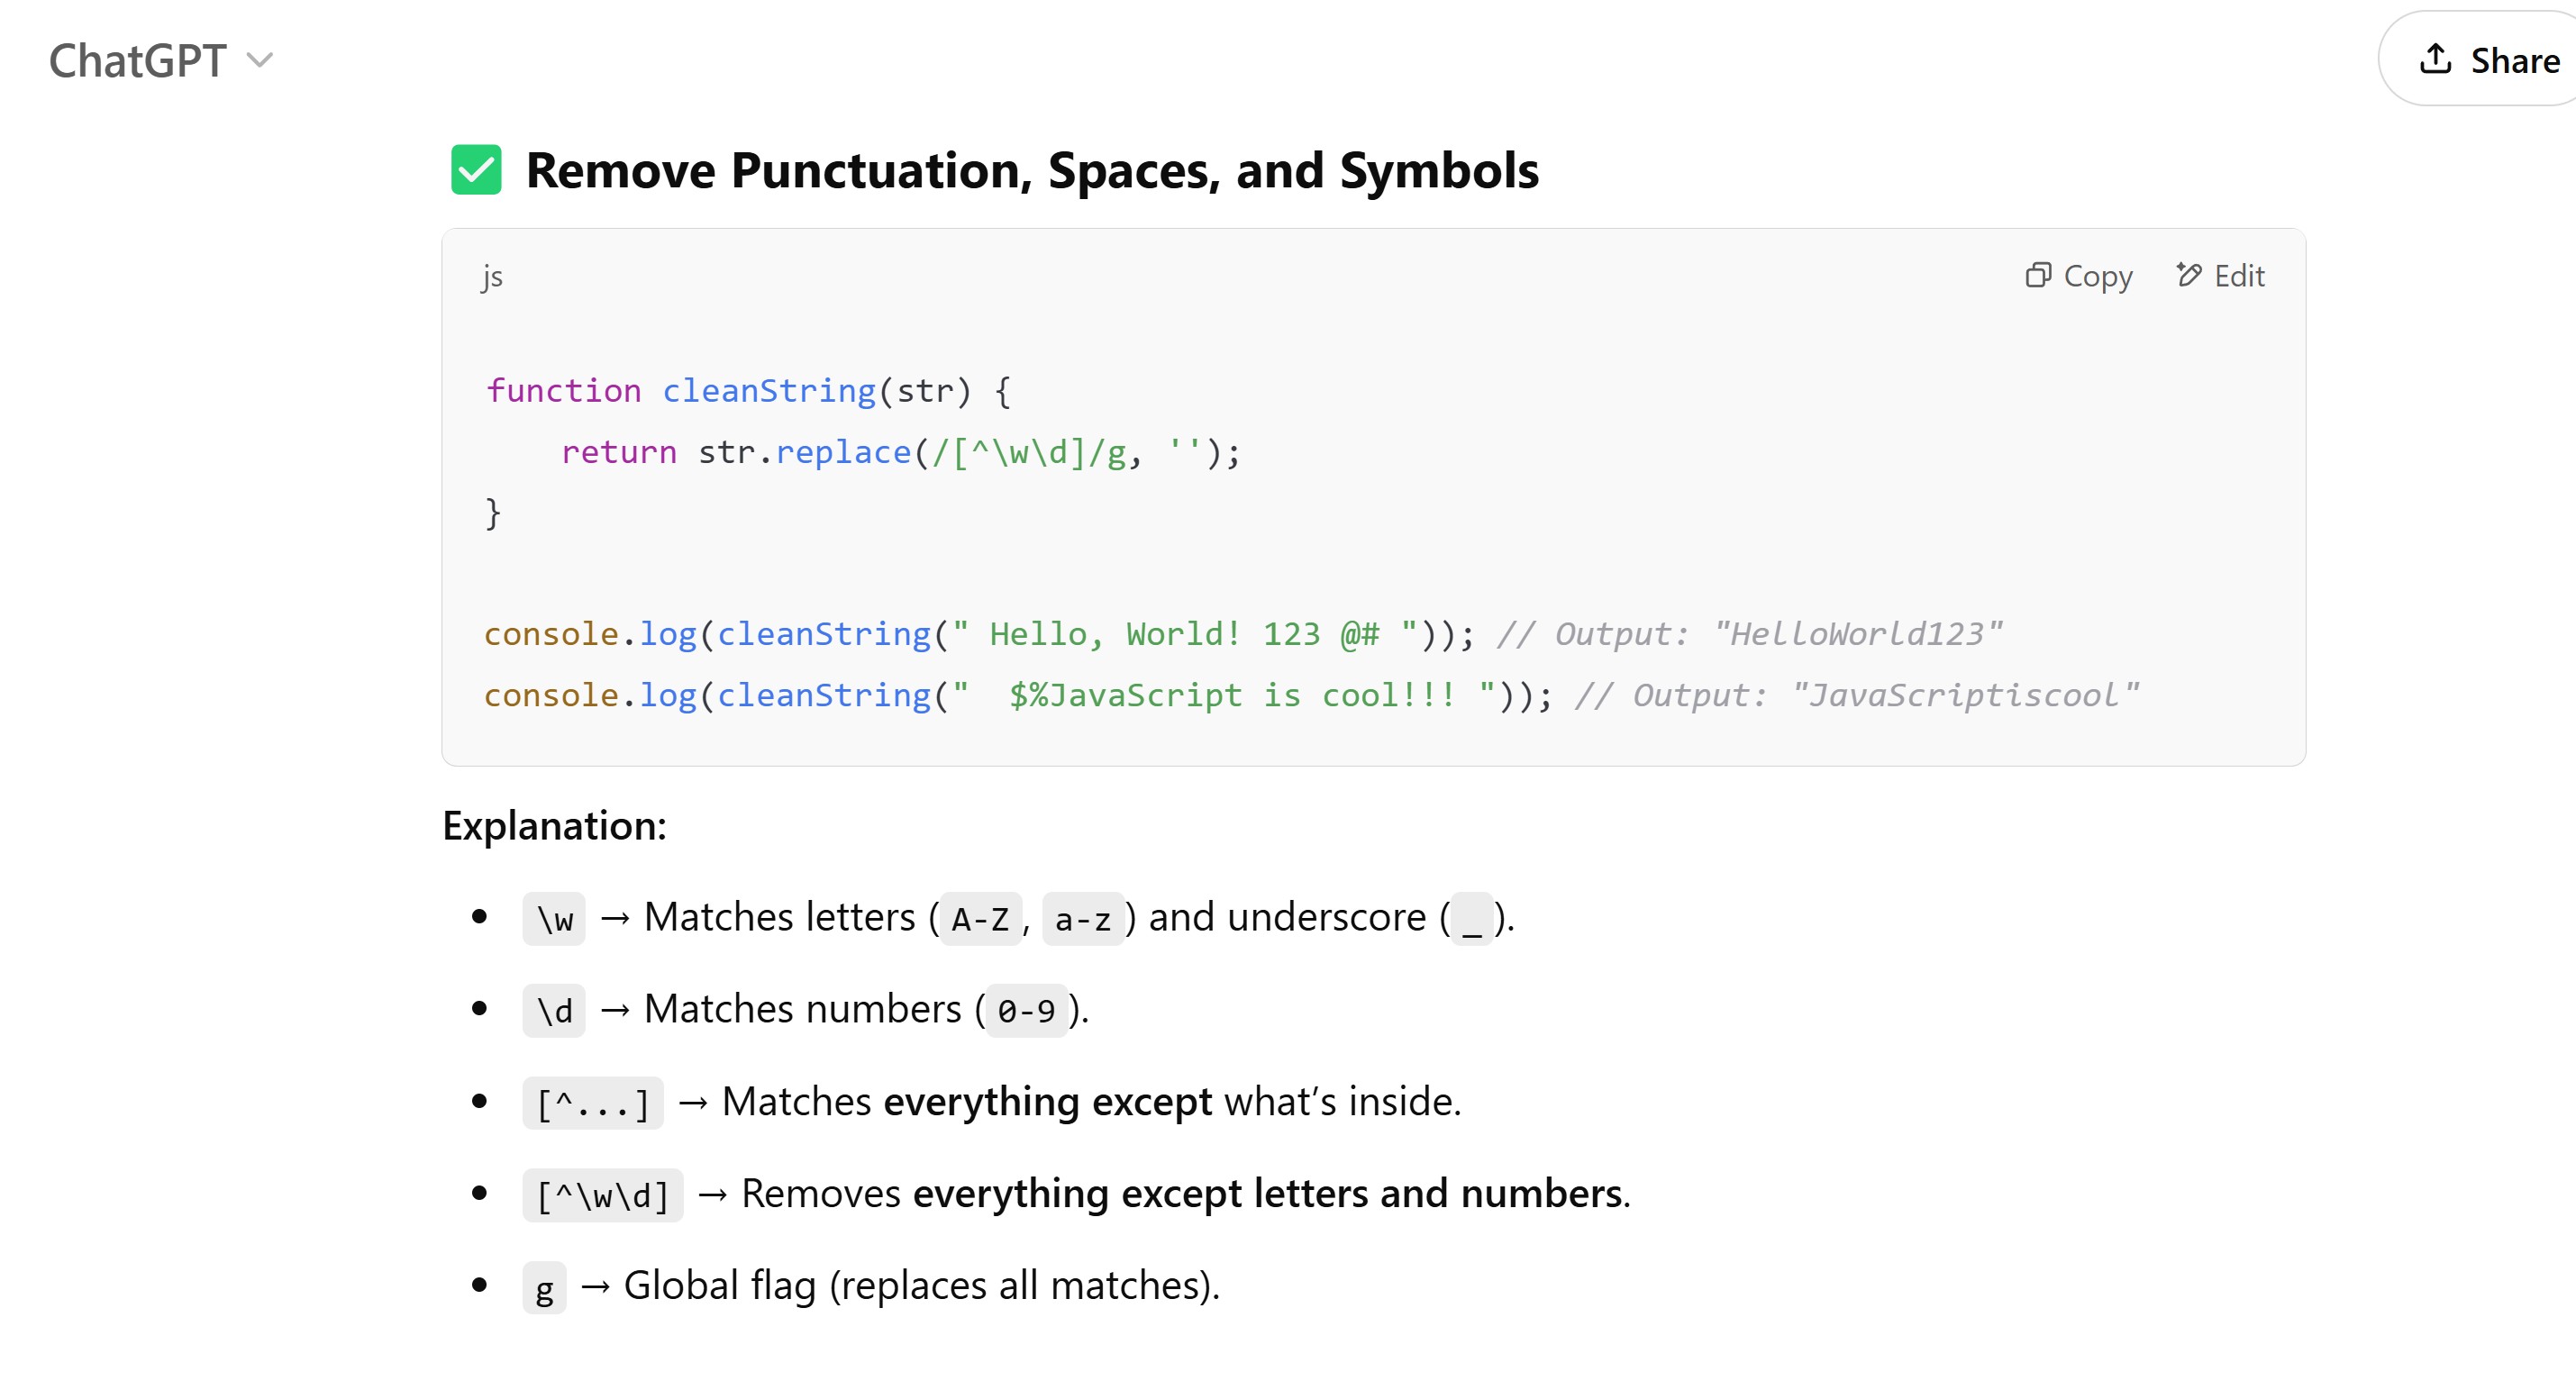 ChatGPT
Share
✅ Remove Punctuation, Spaces, and Symbols
js
Copy
Edit
function cleanString(str) {
    return str.replace(/[^\w\d]/g, '');
}
console.log(cleanString(" Hello, World! 123 @# ")); // Output: "HelloWorld123"
console.log(cleanString("  $%JavaScript is cool!!! ")); // Output: "JavaScriptiscool"
Explanation:
• \w → Matches letters (A-Z, a-z) and underscore (_).
• \d → Matches numbers (0-9).
• [^...] → Matches everything except what’s inside.
• [^\w\d] → Removes everything except letters and numbers.
• g → Global flag (replaces all matches).